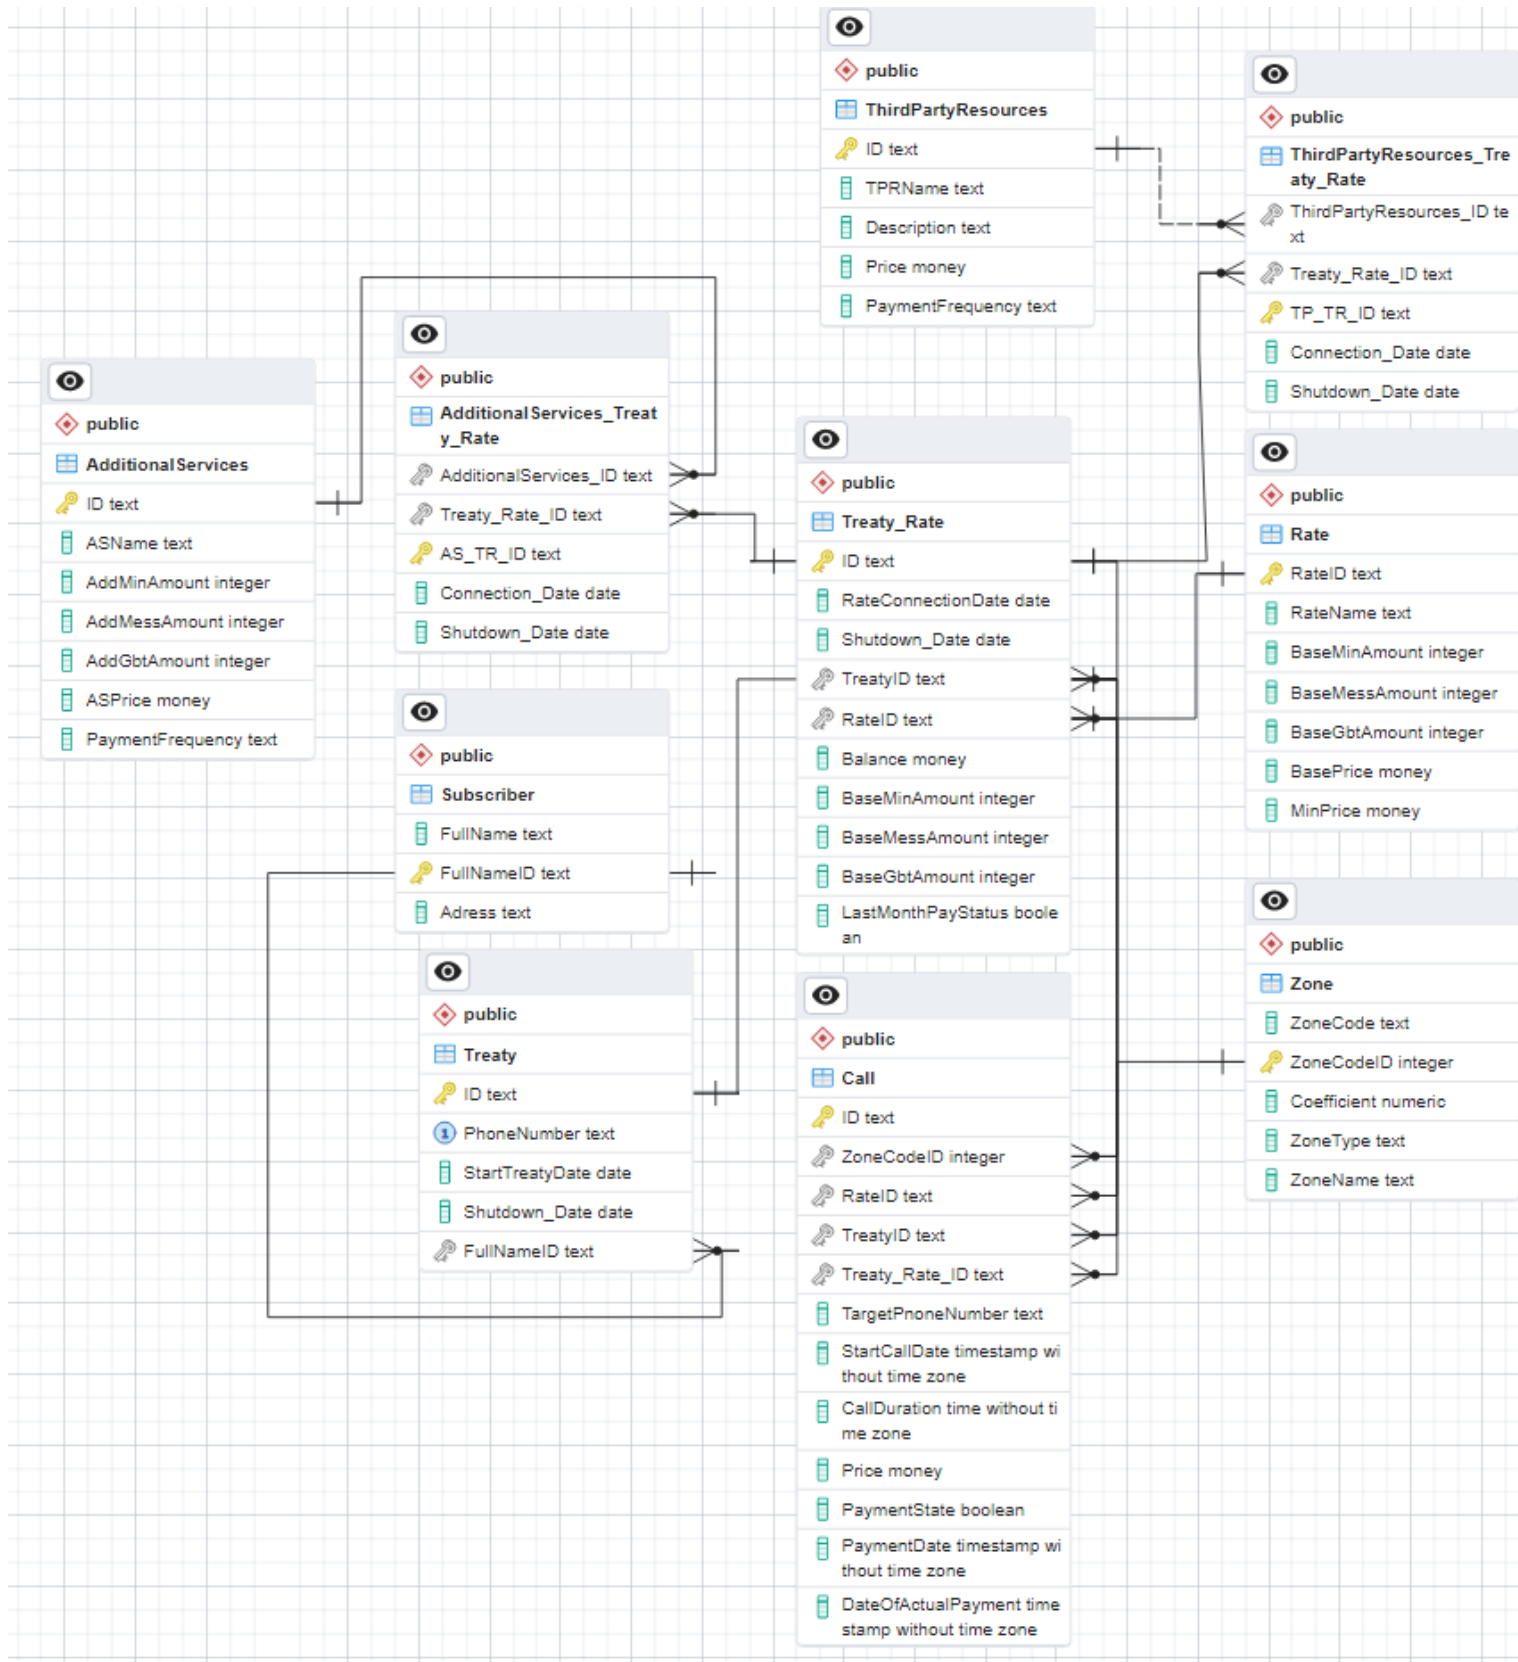 public
ThirdPartyResources
ID text
TPRName text
Description text
Price money
PaymentFrequency text
public
ThirdPartyResources_Tre
aty_Rate
ThirdPartyResources_ID te
xt
Treaty_Rate_ID text
TP_TR_ID text
Connection_Date date
Shutdown_Date date
public
AdditionalServices
ID text
ASName text
AddMinAmount integer
AddMessAmount integer
AddGbtAmount integer
ASPrice money
PaymentFrequency text
public
AdditionalServices_Treat
y_Rate
AdditionalServices_ID text
Treaty_Rate_ID text
AS_TR_ID text
Connection_Date date
Shutdown_Date date
public
Treaty_Rate
ID text
RateConnectionDate date
Shutdown_Date date
TreatyID text
RateID text
Balance money
BaseMinAmount integer
BaseMessAmount integer
BaseGbtAmount integer
LastMonthPayStatus boole
an
public
Rate
RateID text
RateName text
BaseMinAmount integer
BaseMessAmount integer
BaseGbtAmount integer
BasePrice money
MinPrice money
public
Subscriber
FullName text
FullNameID text
Adress text
public
Treaty
ID text
1 PhoneNumber text
StartTreatyDate date
Shutdown_Date date
FullNameID text
public
Call
ID text
ZoneCodeID integer
RateID text
TreatyID text
Treaty_Rate_ID text
TargetPnoneNumber text
StartCallDate timestamp wi
thout time zone
CallDuration time without ti
me zone
Price money
PaymentState boolean
PaymentDate timestamp wi
thout time zone
DateOfActualPayment time
stamp without time zone
public
Zone
ZoneCode text
ZoneCodeID integer
Coefficient numeric
ZoneType text
ZoneName text